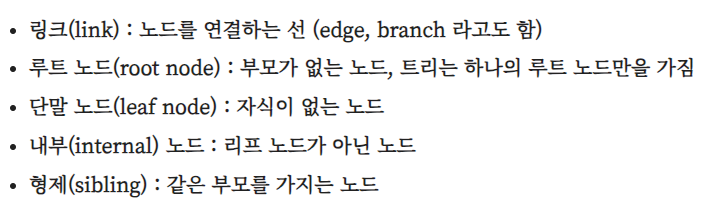 • 링크(link) : 노드를 연결하는 선 (edge, branch 라고도 함)
• 루트 노드(root node) : 부모가 없는 노드, 트리는 하나의 루트 노드만을 가짐
• 단말 노드(leaf node) : 자식이 없는 노드
• 내부(internal) 노드 : 리프 노드가 아닌 노드
• 형제(sibling) : 같은 부모를 가지는 노드